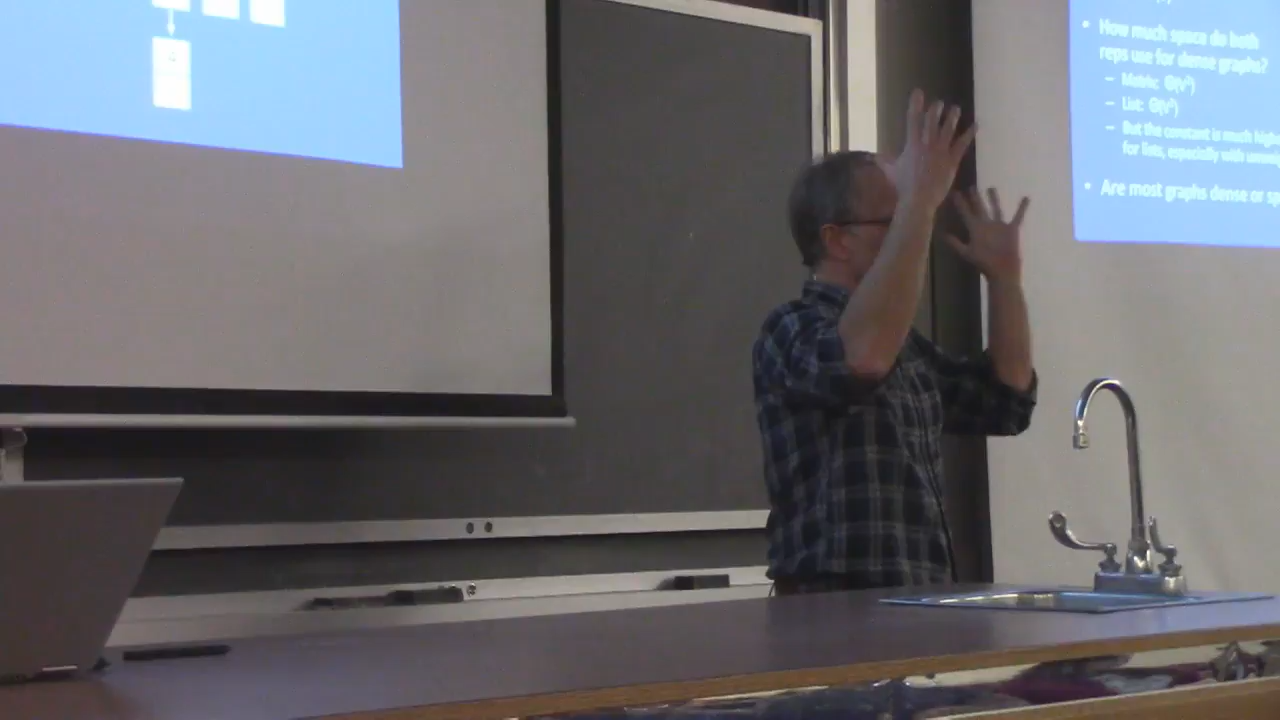 • How much space do both
reps use for dense graphs?
– Matrix: Θ(V²)
– List: Θ(V²)
– But the constant is much
for lists, especially with
• Are most graphs dense or